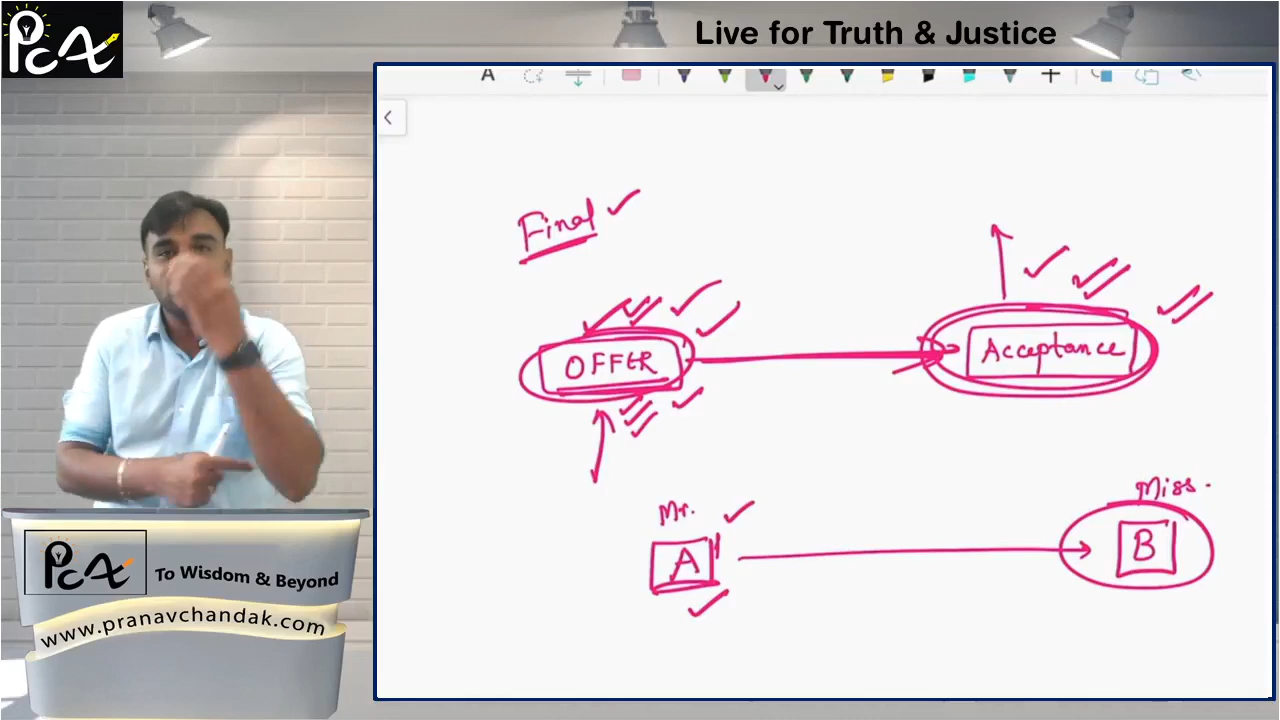 PCA
Live for Truth & Justice
A
Final
OFFER
Acceptance
Mr.
Miss.
A
B
PCA
To Wisdom & Beyond
www.pranavchandak.com